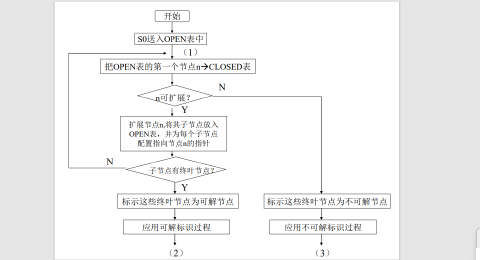 开始
S0送入OPEN表中
(1)
把OPEN表的第一个节点n→CLOSED表
N
n可扩展?
Y
扩展节点n,将其子节点放入
OPEN表，并为每个子节点
配置指向节点n的指针
N
子节点有终叶节点?
Y
标示这些终叶节点为可解节点
标示这些终叶节点为不可解节点
应用可解标识过程
应用不可解标识过程
(2)
(3)